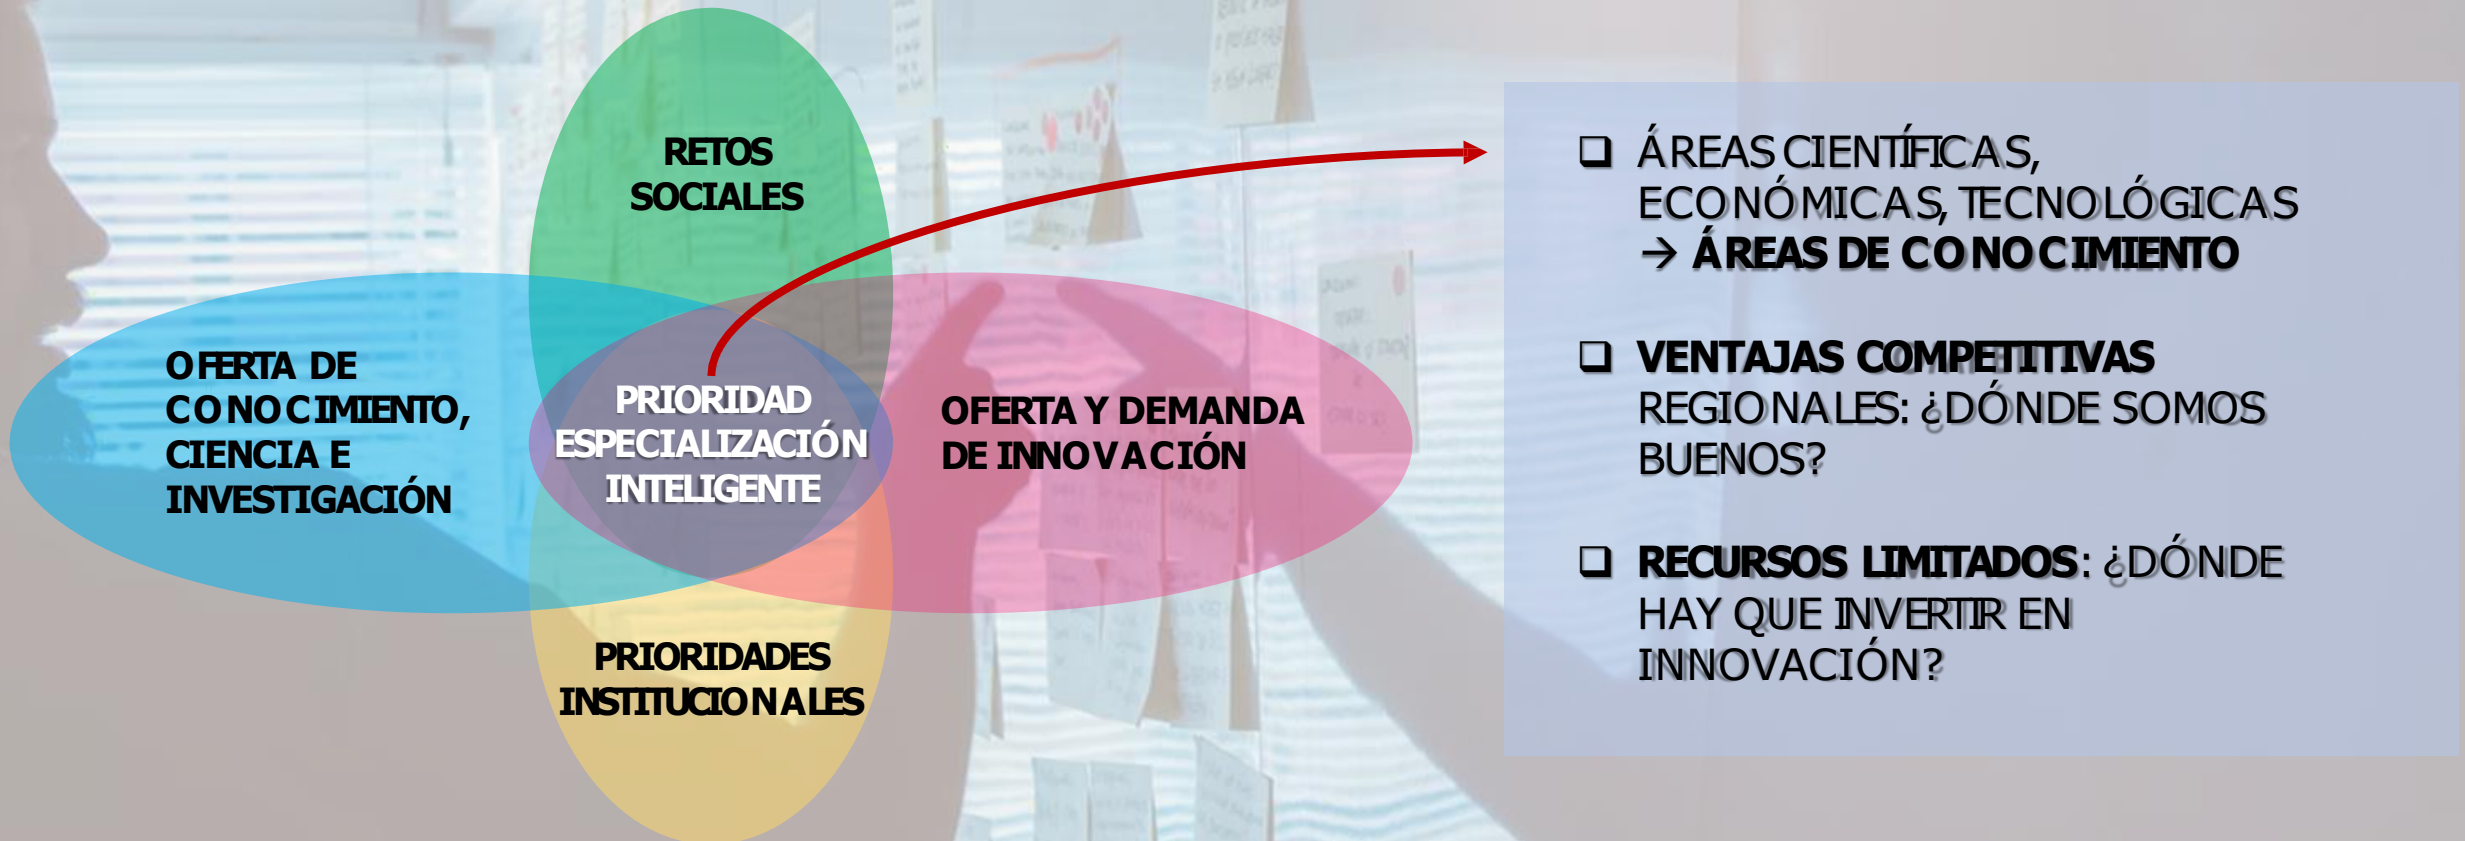 RETOS
SOCIALES
OFERTA DE
CONOCIMIENTO,
CIENCIA E
INVESTIGACIÓN
PRIORIDAD
ESPECIALIZACIÓN
INTELIGENTE
OFERTA Y DEMANDA
DE INNOVACIÓN
PRIORIDADES
INSTITUCIONALES
❑ ÁREAS CIENTÍFICAS,
ECONÓMICAS, TECNOLÓGICAS
→ ÁREAS DE CONOCIMIENTO
❑ VENTAJAS COMPETITIVAS
REGIONALES: ¿DÓNDE SOMOS
BUENOS?
❑ RECURSOS LIMITADOS: ¿DÓNDE
HAY QUE INVERTIR EN
INNOVACIÓN?